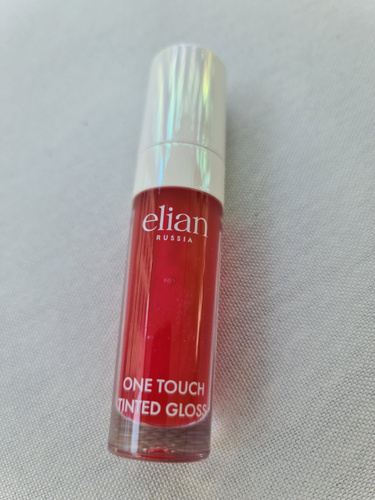 elian
RUSSIA
ONE TOUCH
TINTED GLOSS